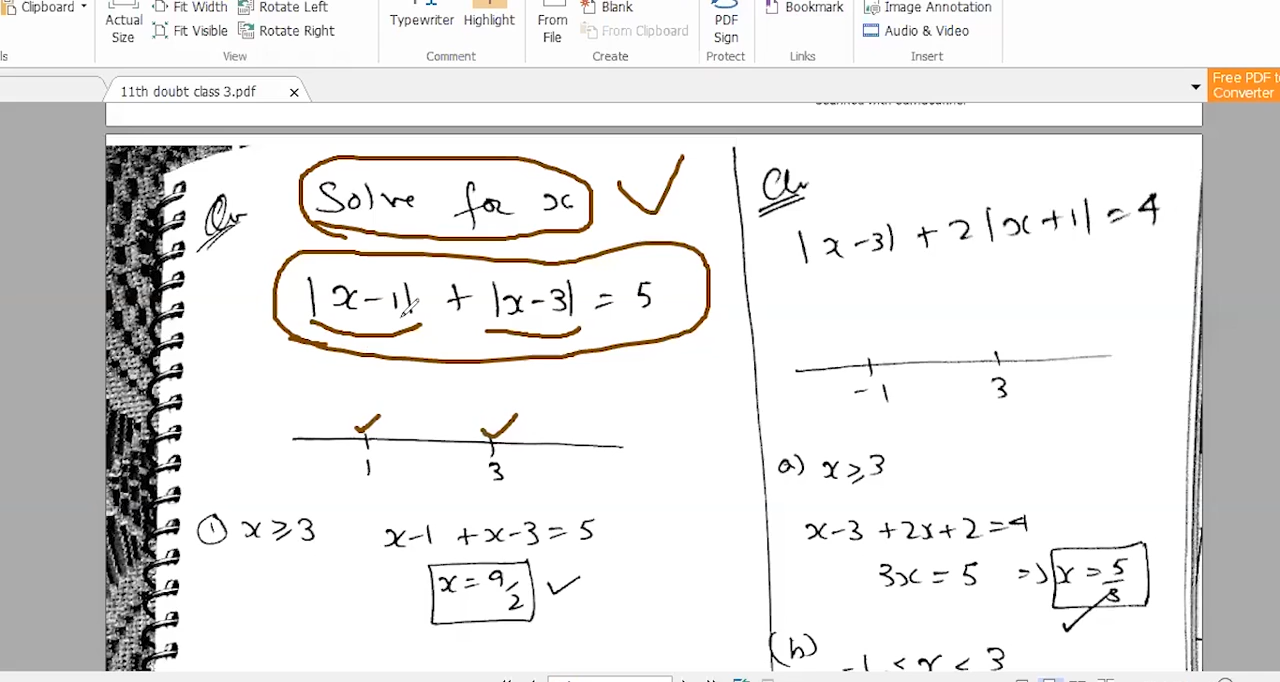 Clipboard
Fit Width
Rotate Left
Actual Size
Fit Visible
Rotate Right
View
Typewriter
Highlight
Comment
From File
Blank
From Clipboard
Create
PDF Sign
Protect
Bookmark
Links
Image Annotation
Audio & Video
Insert
11th doubt class 3.pdf
Free PDF to
Converter
Qu Solve for x
|x-1| + |x-3| = 5
1 3
① x ≥ 3 x-1 + x-3 = 5
x = 9/2
Qu
|x-3| + 2|x+1| = 4
-1 3
a) x ≥ 3
x-3 + 2x+2 = 4
3x = 5 => x = 5/3
(b) -1 < x < 3